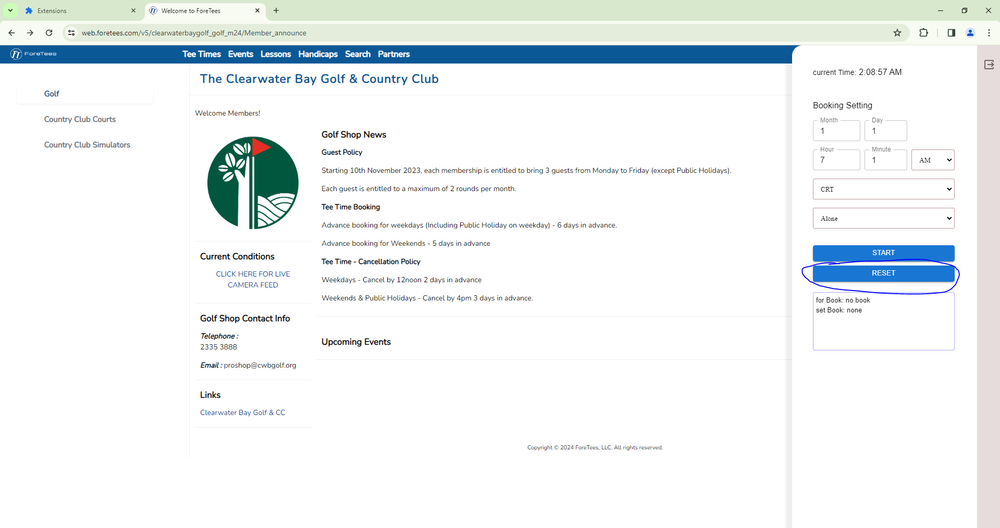 Extensions
Welcome to ForeTees
web.foretees.com/v5/clearwaterbaygolf_golf_m24/Member_announce
FT ForeTees
Tee Times Events Lessons Handicaps Search Partners
Golf
Country Club Courts
Country Club Simulators
The Clearwater Bay Golf & Country Club
Welcome Members!
Current Conditions
CLICK HERE FOR LIVE
CAMERA FEED
Golf Shop Contact Info
Telephone :
2335 3888
Email : proshop@cwbgolf.org
Links
Clearwater Bay Golf & CC
Golf Shop News
Guest Policy
Starting 10th November 2023, each membership is entitled to bring 3 guests from Monday to Friday (except Public Holidays).
Each guest is entitled to a maximum of 2 rounds per month.
Tee Time Booking
Advance booking for weekdays (Including Public Holiday on weekday) - 6 days in advance.
Advance booking for Weekends - 5 days in advance
Tee Time - Cancellation Policy
Weekdays - Cancel by 12noon 2 days in advance
Weekends & Public Holidays - Cancel by 4pm 3 days in advance.
Upcoming Events
Copyright © 2024 ForeTees, LLC. All rights reserved.
current Time: 2:08:57 AM
Booking Setting
Month Day
1 1
Hour Minute
7 1 AM
CRT
Alone
START
RESET
for Book: no book
set Book: none